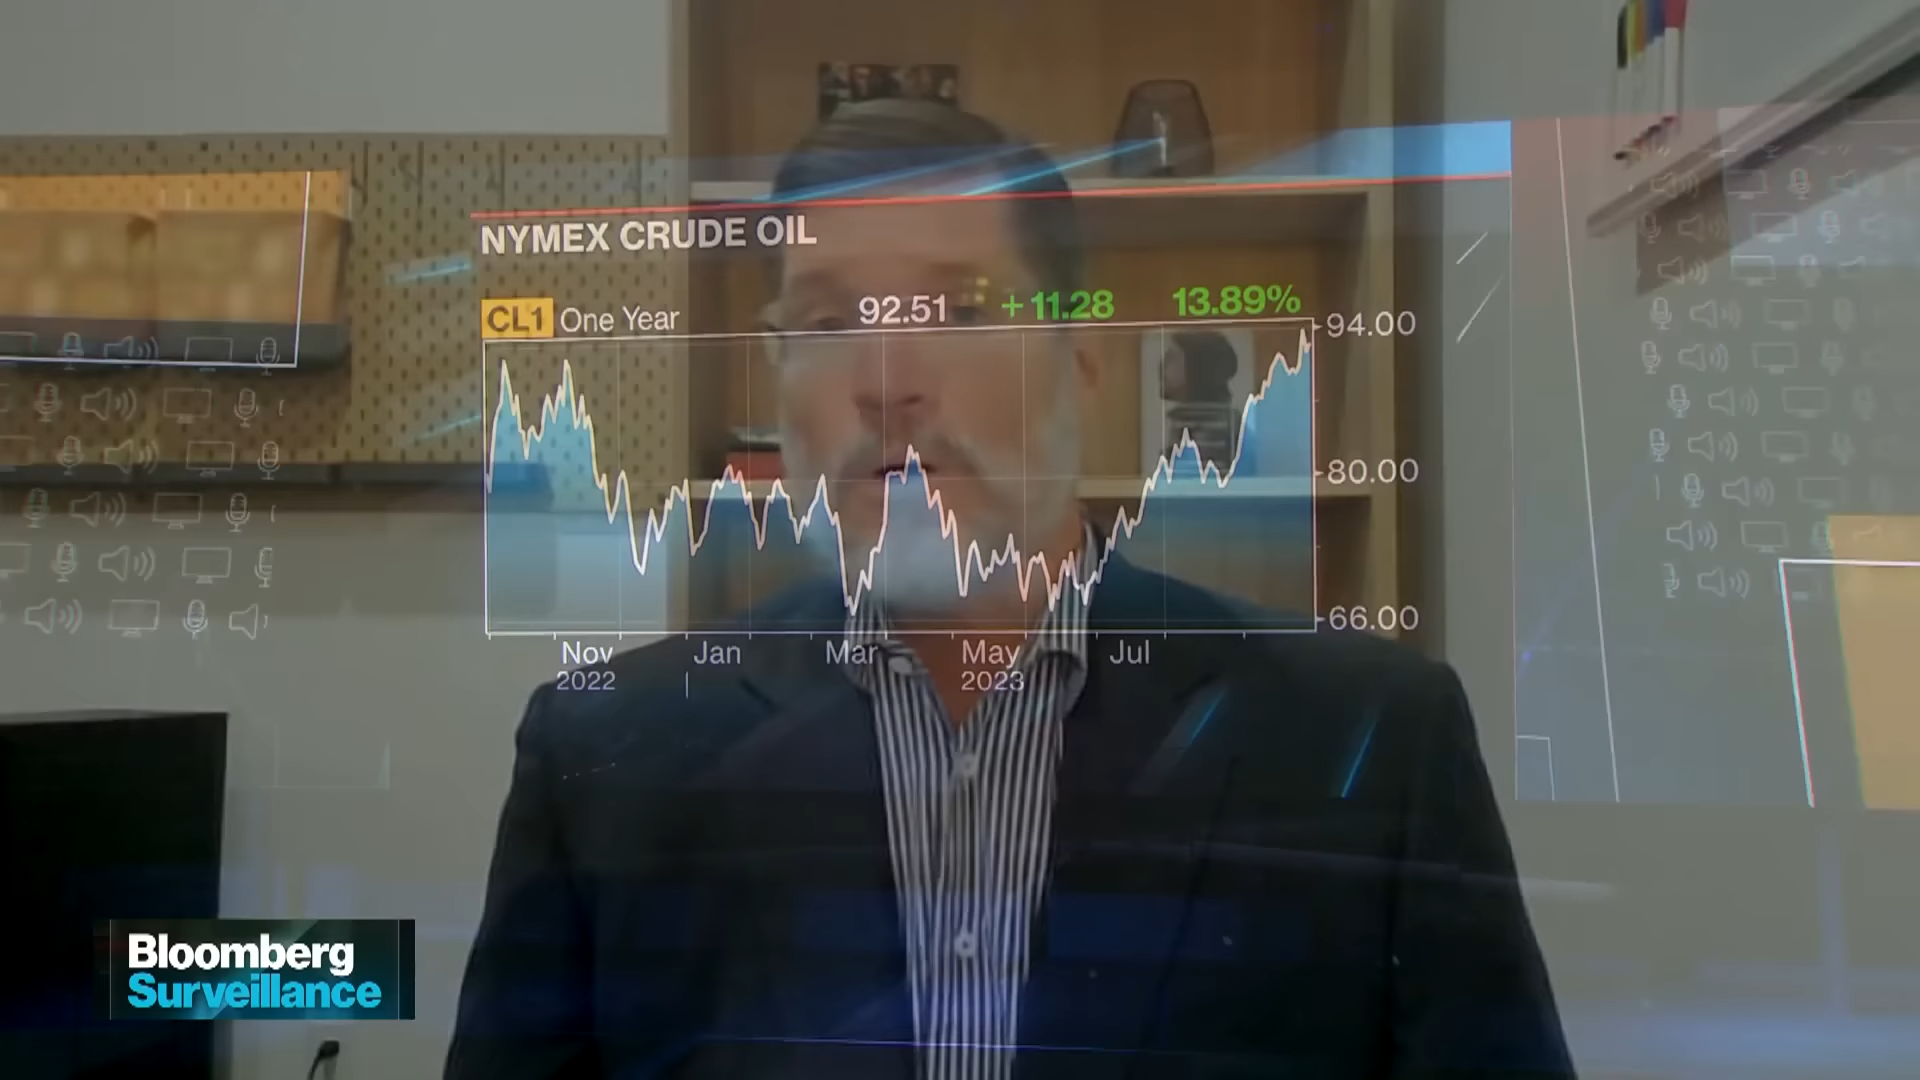 NYMEX CRUDE OIL
CL1 One Year 92.51 +11.28 13.89%
94.00
80.00
66.00
Nov Jan Mar May Jul
2022 2023
Bloomberg
Surveillance